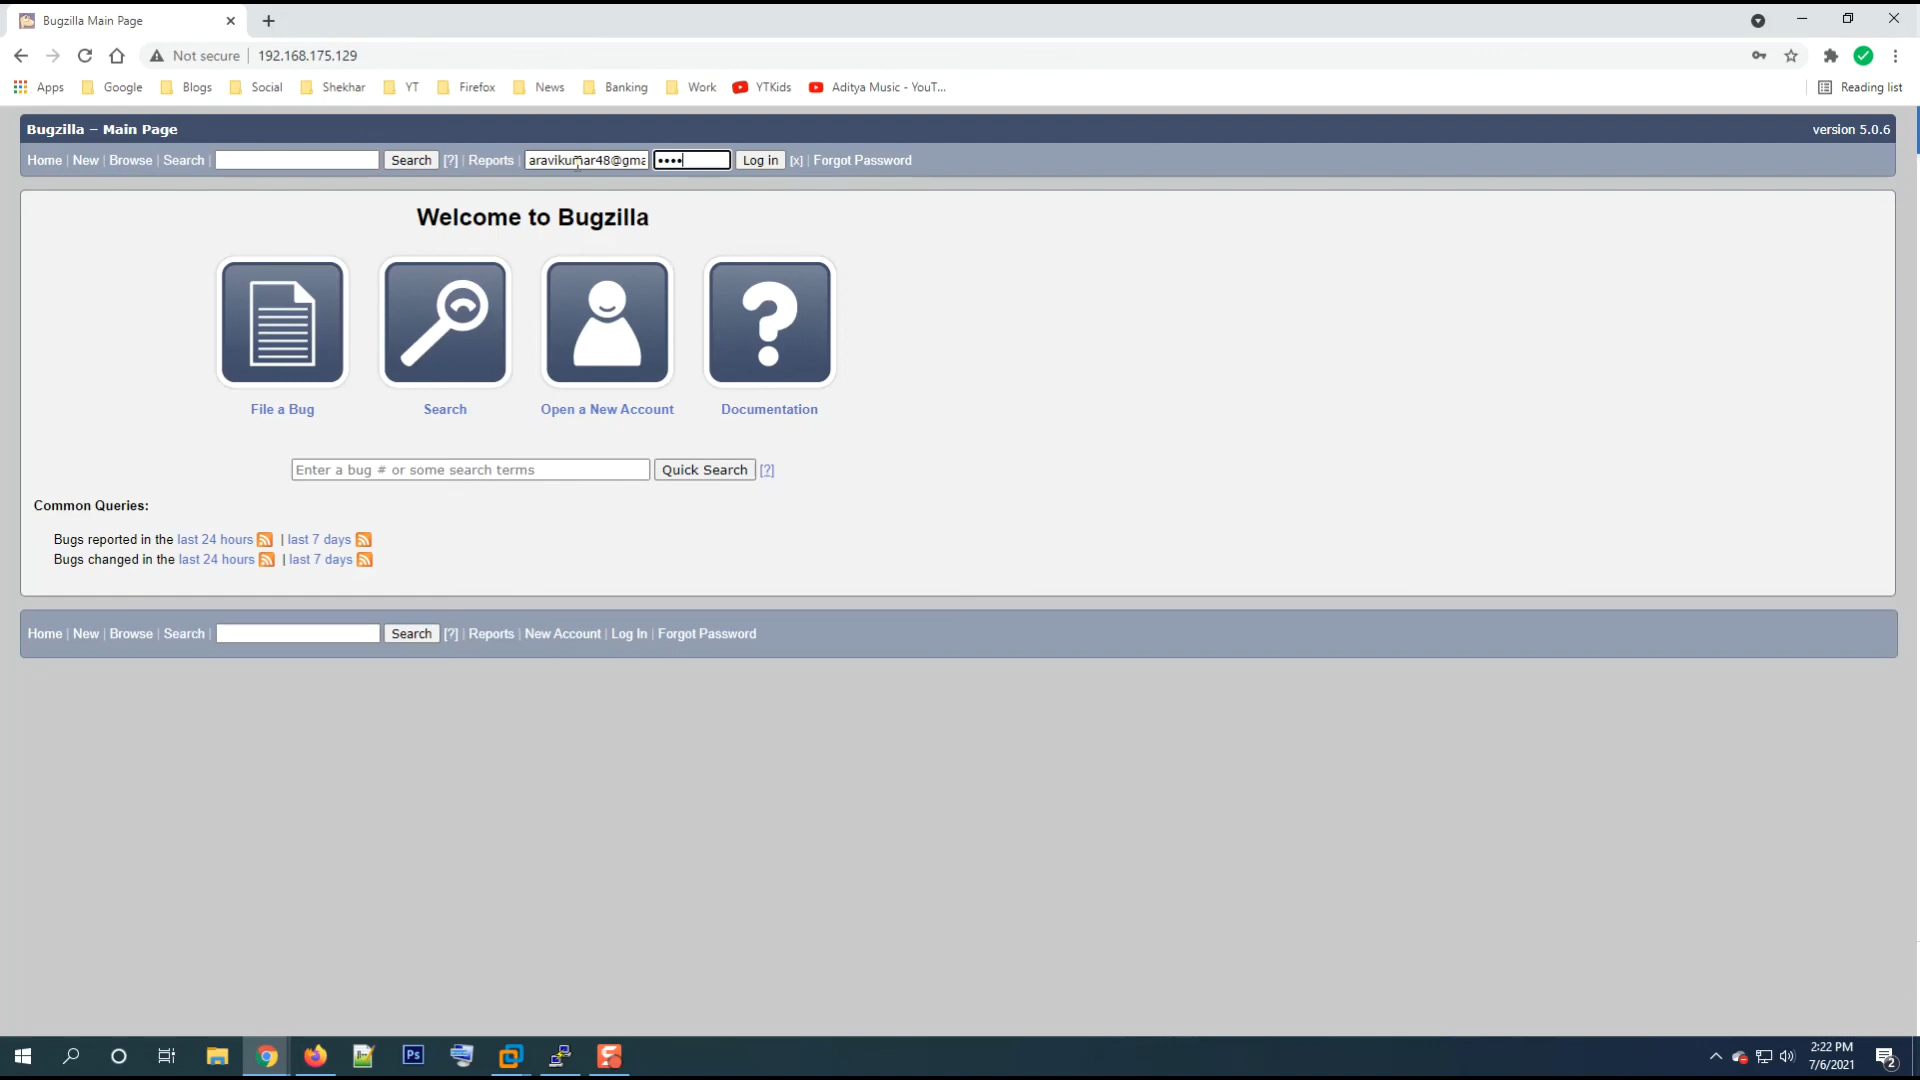 Bugzilla Main Page
Not secure 192.168.175.129
Apps Google Blogs Social Shekhar YT Firefox News Banking Work YTKids Aditya Music - YouT... Reading list
Bugzilla – Main Page version 5.0.6
Home | New | Browse | Search | Search [?] | Reports | aravikumar48@gma •••• Log in [x] | Forgot Password
Welcome to Bugzilla
File a Bug Search Open a New Account Documentation
Enter a bug # or some search terms Quick Search [?]
Common Queries:
Bugs reported in the last 24 hours | last 7 days
Bugs changed in the last 24 hours | last 7 days
Home | New | Browse | Search | Search [?] | Reports | New Account | Log In | Forgot Password
Ps
2:22 PM
7/6/2021
2